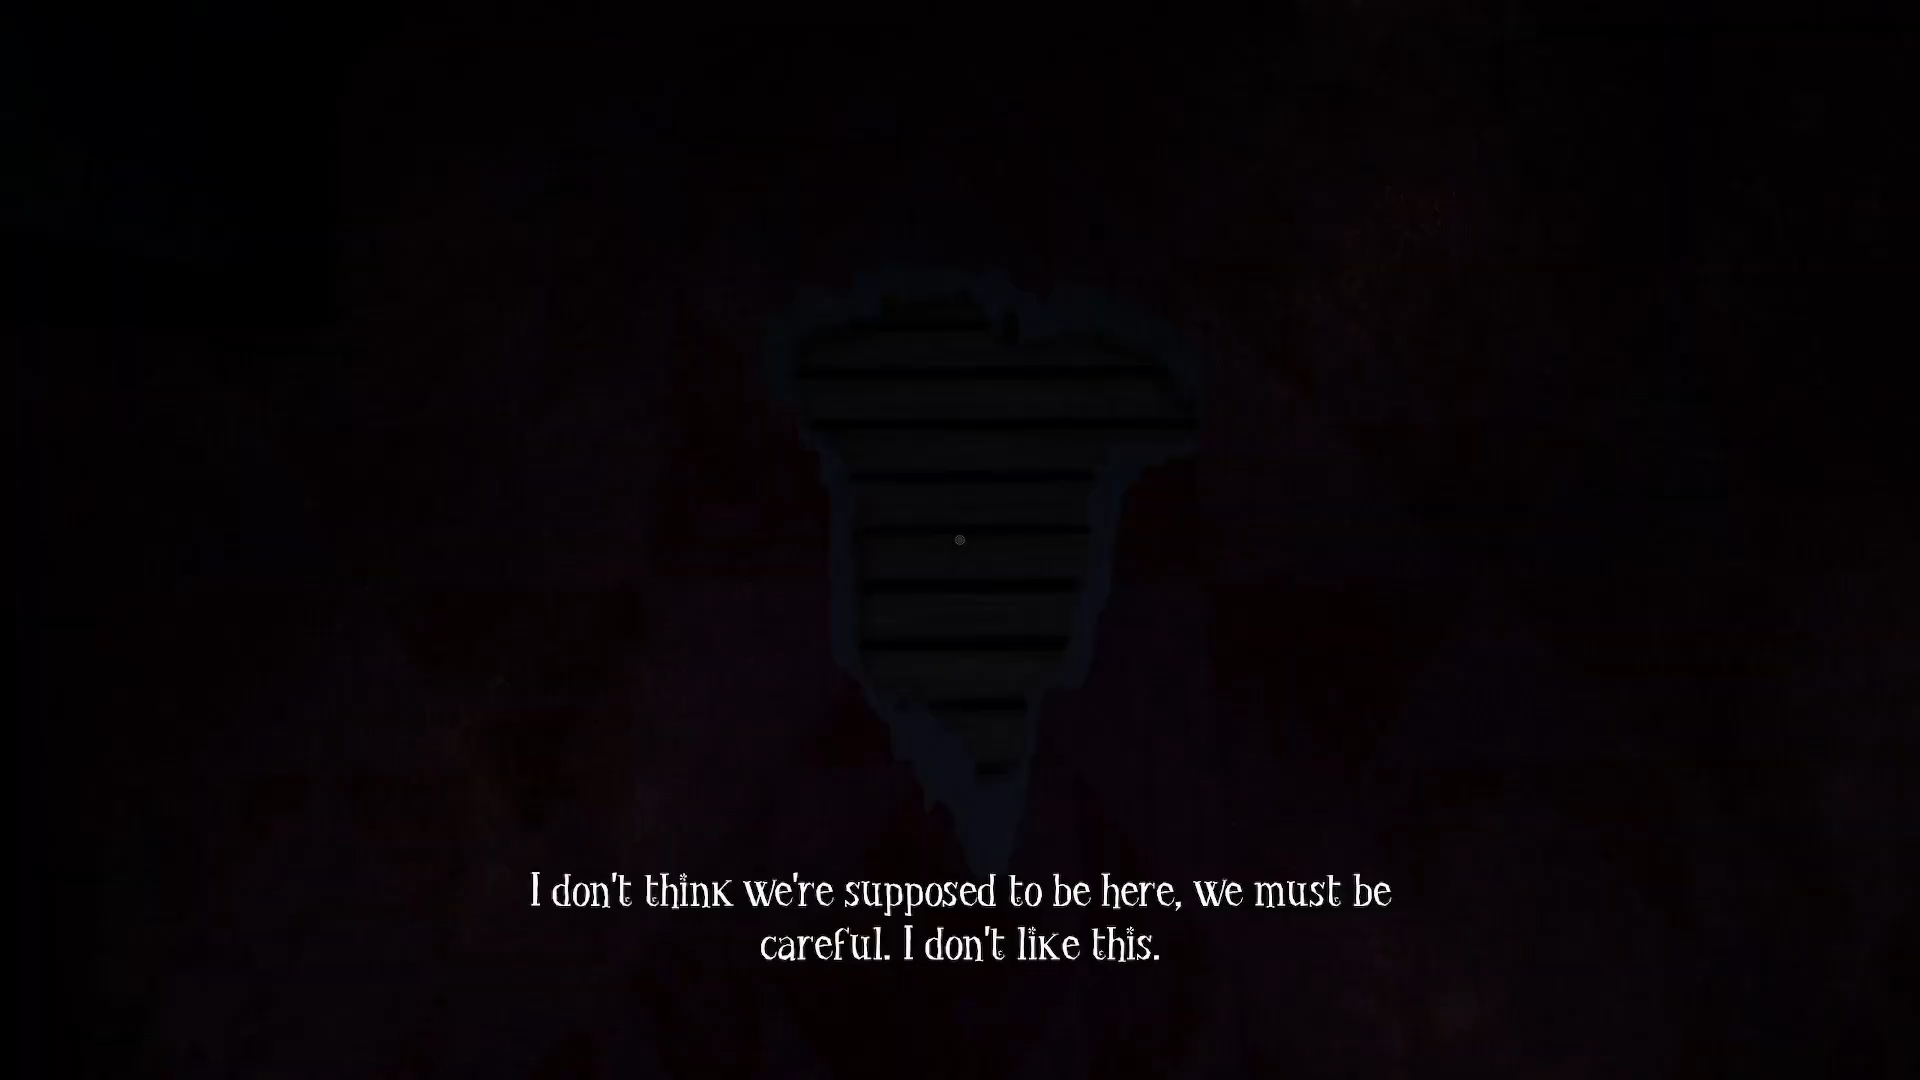 I don't think we're supposed to be here, we must be
careful. I don't like this.